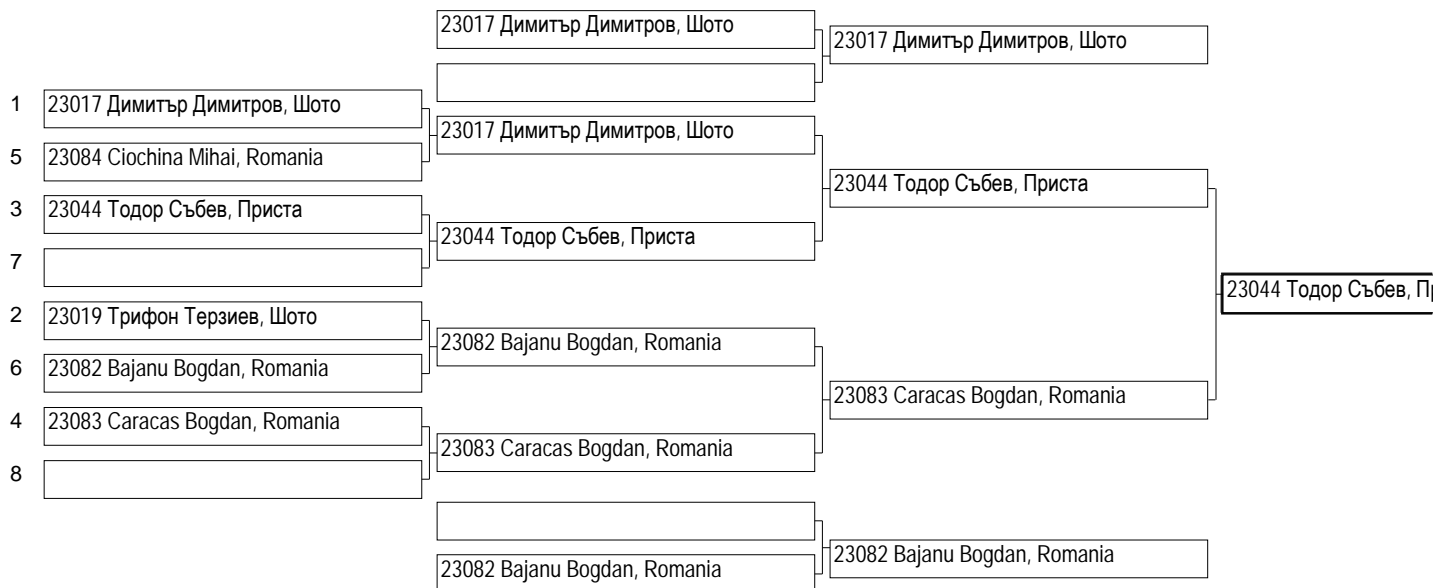 23017 Димитър Димитров, Шото
23017 Димитър Димитров, Шото
1 23017 Димитър Димитров, Шото
23017 Димитър Димитров, Шото
5 23084 Ciochina Mihai, Romania
23044 Тодор Събев, Приста
3 23044 Тодор Събев, Приста
23044 Тодор Събев, Приста
7
23044 Тодор Събев,
2 23019 Трифон Терзиев, Шото
23082 Bajanu Bogdan, Romania
6 23082 Bajanu Bogdan, Romania
23083 Caracas Bogdan, Romania
4 23083 Caracas Bogdan, Romania
23083 Caracas Bogdan, Romania
8
23082 Bajanu Bogdan, Romania
23082 Bajanu Bogdan, Romania